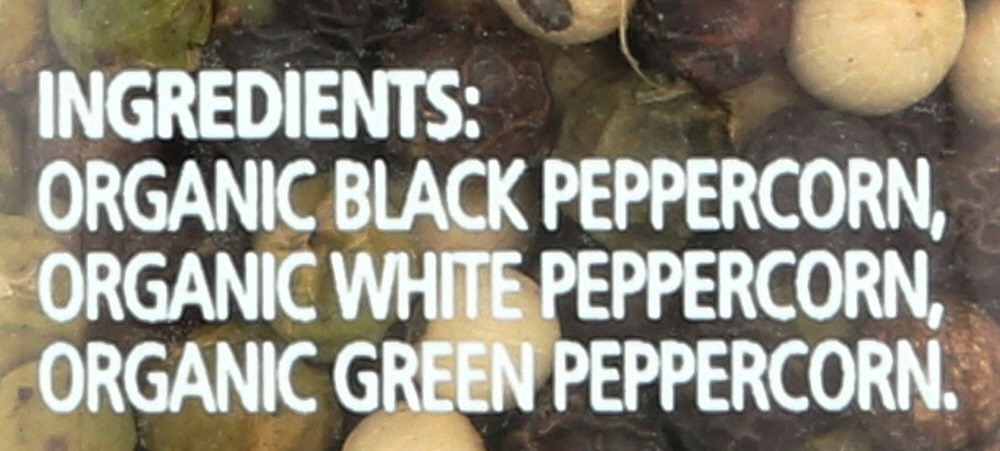 INGREDIENTS:
ORGANIC BLACK PEPPERCORN,
ORGANIC WHITE PEPPERCORN,
ORGANIC GREEN PEPPERCORN.